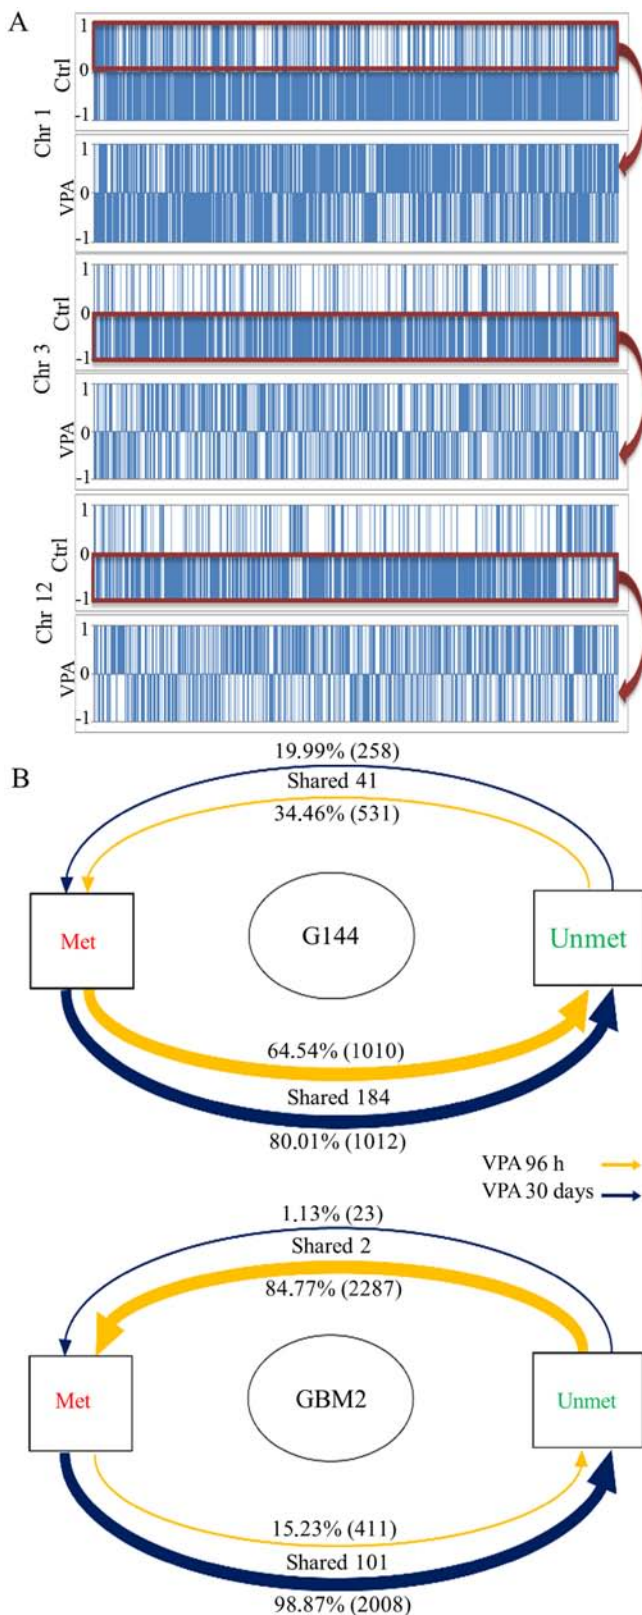 A
Chr 1
Ctrl
1
0
-1
VPA
1
0
-1
Chr 3
Ctrl
1
0
-1
VPA
1
0
-1
Chr 12
Ctrl
1
0
-1
VPA
1
0
-1
B
19.99% (258)
Shared 41
34.46% (531)
Met
G144
Unmet
64.54% (1010)
Shared 184
80.01% (1012)
VPA 96 h
VPA 30 days
1.13% (23)
Shared 2
84.77% (2287)
Met
GBM2
Unmet
15.23% (411)
Shared 101
98.87% (2008)